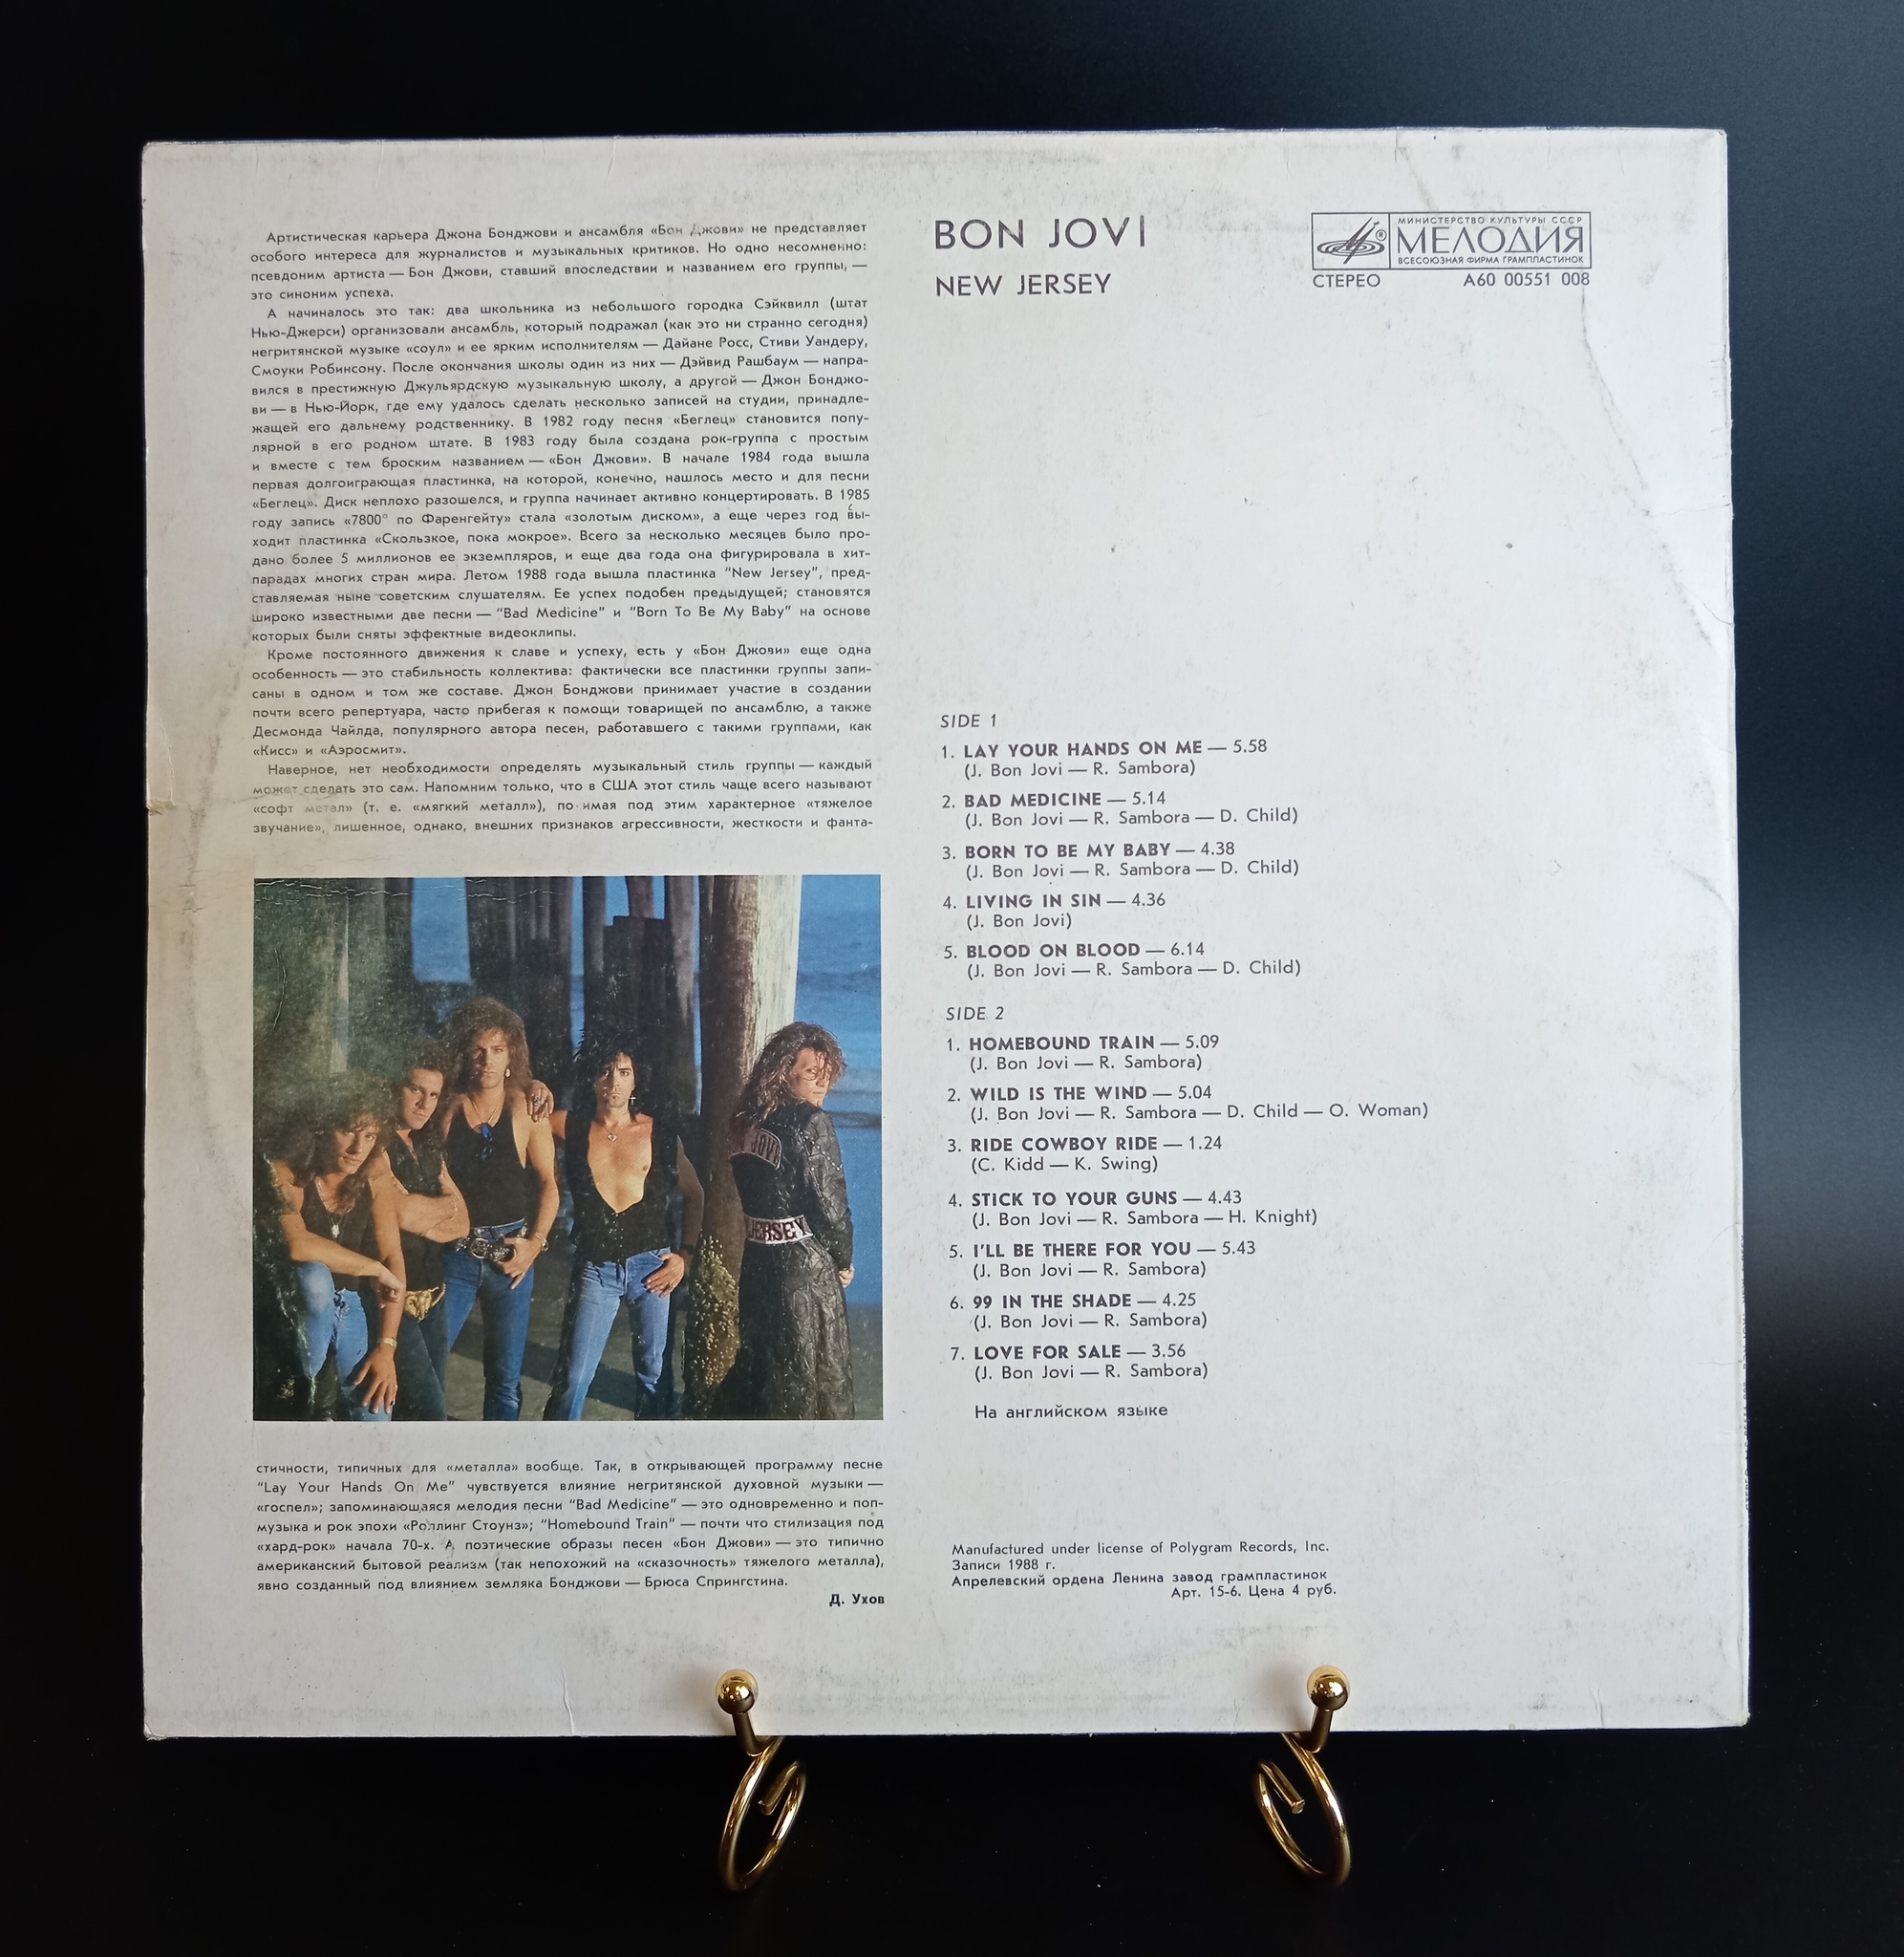 Артистическая карьера Джона Бонджови и ансамбля «Бон Джови» не представляет
особого интереса для журналистов и музыкальных критиков. Но одно несомненно:
псевдоним артиста — Бон Джови, ставший впоследствии и названием его группы, —
это синоним успеха.
А начиналось это так: два школьника из небольшого городка Сэйквилл (штат
Нью-Джерси) организовали ансамбль, который подражал (как это ни странно сегодня)
негритянской музыке «соул» и ее ярким исполнителям — Дайане Росс, Стиви Уандеру,
Смоуки Робинсону. После окончания школы один из них — Дэйвид Рашбаум — напра-
вился в престижную Джульярдскую музыкальную школу, а другой — Джон Бонджо-
ви — в Нью-Йорк, где ему удалось сделать несколько записей на студии, принадле-
жащей его дальнему родственнику. В 1982 году песня «Беглец» становится попу-
лярной в его родном штате. В 1983 году была создана рок-группа с простым
и вместе с тем броским названием — «Бон Джови». В начале 1984 года вышла
первая долгоиграющая пластинка, на которой, конечно, нашлось место и для песни
«Беглец». Диск неплохо разошелся, и группа начинает активно концертировать. В 1985
году запись «7800° по Фаренгейту» стала «золотым диском», а еще через год вы-
ходит пластинка «Скользкое, пока мокрое». Всего за несколько месяцев было про-
дано более 5 миллионов ее экземпляров, и еще два года она фигурировала в хит-
парадах многих стран мира. Летом 1988 года вышла пластинка "New Jersey", пред-
ставляемая ныне советским слушателям. Ее успех подобен предыдущей; становятся
широко известными две песни — "Bad Medicine" и "Born To Be My Baby" на основе
которых были сняты эффектные видеоклипы.
Кроме постоянного движения к славе и успеху, есть у «Бон Джови» еще одна
особенность — это стабильность коллектива: фактически все пластинки группы запи-
саны в одном и том же составе. Джон Бонджови принимает участие в создании
почти всего репертуара, часто прибегая к помощи товарищей по ансамблю, а также
Десмонда Чайлда, популярного автора песен, работавшего с такими группами, как
«Кисс» и «Аэросмит».
Наверное, нет необходимости определять музыкальный стиль группы — каждый
может сделать это сам. Напомним только, что в США этот стиль чаще всего называют
«софт метал» (т. е. «мягкий металл»), понимая под этим характерное «тяжелое
звучание», лишенное, однако, внешних признаков агрессивности, жесткости и фанта-
JOVI
JERSEY
стичности, типичных для «металла» вообще. Так, в открывающей программу песне
"Lay Your Hands On Me" чувствуется влияние негритянской духовной музыки —
«госпел»; запоминающаяся мелодия песни "Bad Medicine" — это одновременно и поп-
музыка и рок эпохи «Роллинг Стоунз»; "Homebound Train" — почти что стилизация под
«хард-рок» начала 70-х. А поэтические образы песен «Бон Джови» — это типично
американский бытовой реализм (так непохожий на «сказочность» тяжелого металла),
явно созданный под влиянием земляка Бонджови — Брюса Спрингстина.
Д. Ухов
BON JOVI
NEW JERSEY
МИНИСТЕРСТВО КУЛЬТУРЫ СССР
МЕЛОДИЯ
ВСЕСОЮЗНАЯ ФИРМА ГРАМПЛАСТИНОК
СТЕРЕО А60 00551 008
SIDE 1
1. LAY YOUR HANDS ON ME — 5.58
(J. Bon Jovi — R. Sambora)
2. BAD MEDICINE — 5.14
(J. Bon Jovi — R. Sambora — D. Child)
3. BORN TO BE MY BABY — 4.38
(J. Bon Jovi — R. Sambora — D. Child)
4. LIVING IN SIN — 4.36
(J. Bon Jovi)
5. BLOOD ON BLOOD — 6.14
(J. Bon Jovi — R. Sambora — D. Child)
SIDE 2
1. HOMEBOUND TRAIN — 5.09
(J. Bon Jovi — R. Sambora)
2. WILD IS THE WIND — 5.04
(J. Bon Jovi — R. Sambora — D. Child — O. Woman)
3. RIDE COWBOY RIDE — 1.24
(C. Kidd — K. Swing)
4. STICK TO YOUR GUNS — 4.43
(J. Bon Jovi — R. Sambora — H. Knight)
5. I'LL BE THERE FOR YOU — 5.43
(J. Bon Jovi — R. Sambora)
6. 99 IN THE SHADE — 4.25
(J. Bon Jovi — R. Sambora)
7. LOVE FOR SALE — 3.56
(J. Bon Jovi — R. Sambora)
На английском языке
Manufactured under license of Polygram Records, Inc.
Записи 1988 г.
Апрелевский ордена Ленина завод грампластинок
Арт. 15-6. Цена 4 руб.